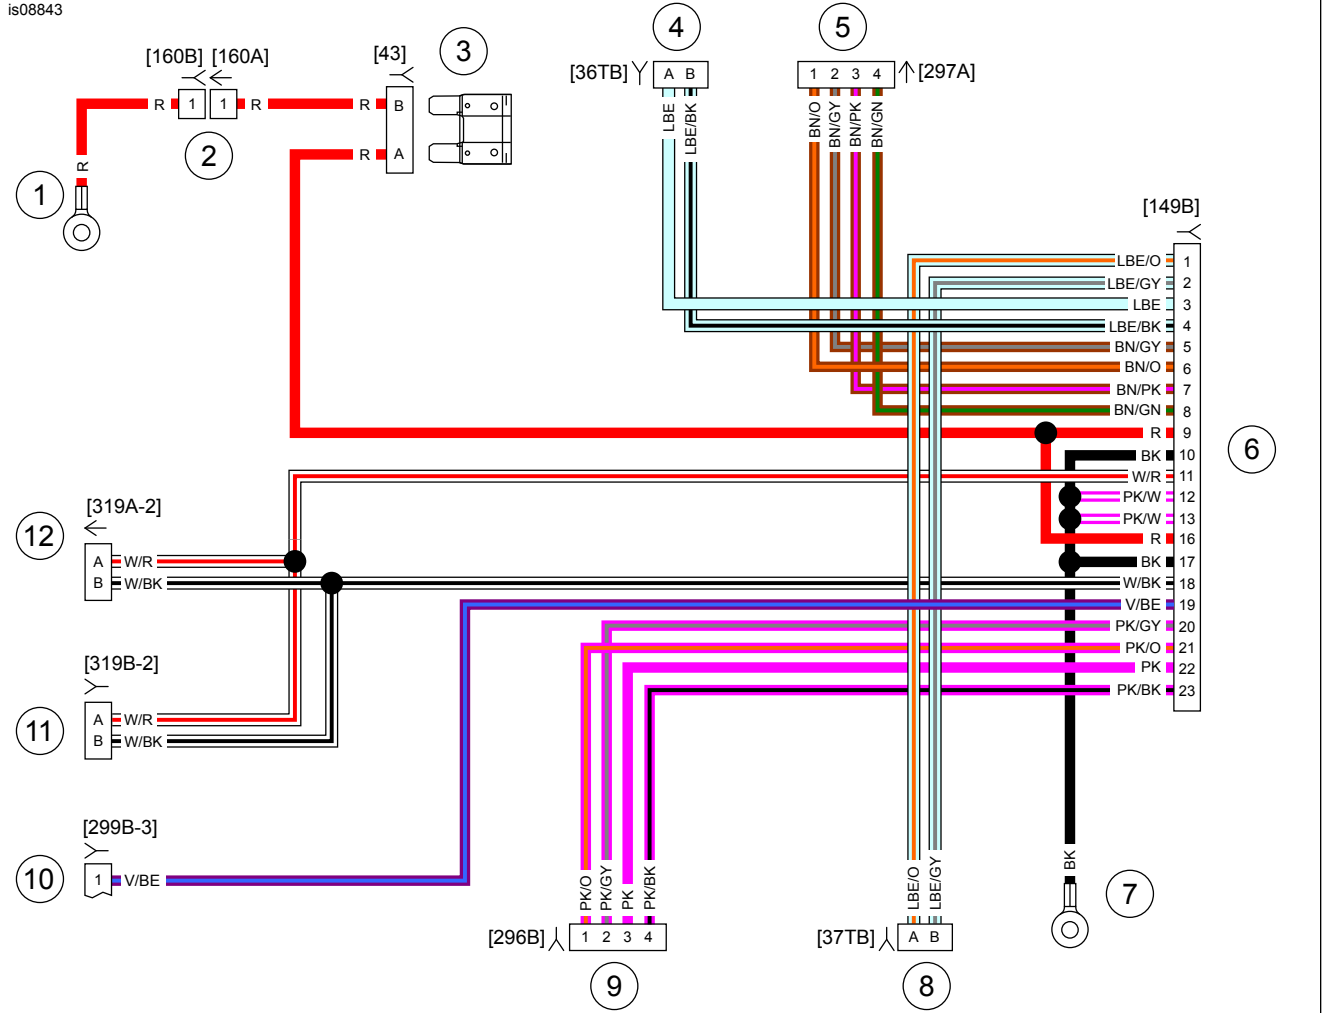 is08843
[160B] [160A]
R 1 1 R
2
R
1
[43]
3
R B
R A
4
[36TB] A B
LBE LBE/BK
5
1 2 3 4 [297A]
BN/O BN/GY BN/PK BN/GN
[149B]
LBE/O 1
LBE/GY 2
LBE 3
LBE/BK 4
BN/GY 5
BN/O 6
BN/PK 7
BN/GN 8
R 9
BK 10
W/R 11
PK/W 12
PK/W 13
R 16
BK 17
W/BK 18
V/BE 19
PK/GY 20
PK/O 21
PK 22
PK/BK 23
6
[319A-2]
12
A W/R
B W/BK
[319B-2]
11
A W/R
B W/BK
[299B-3]
10
1 V/BE
PK/O PK/GY PK PK/BK
[296B] 1 2 3 4
9
LBE/O LBE/GY
[37TB] A B
8
BK
7